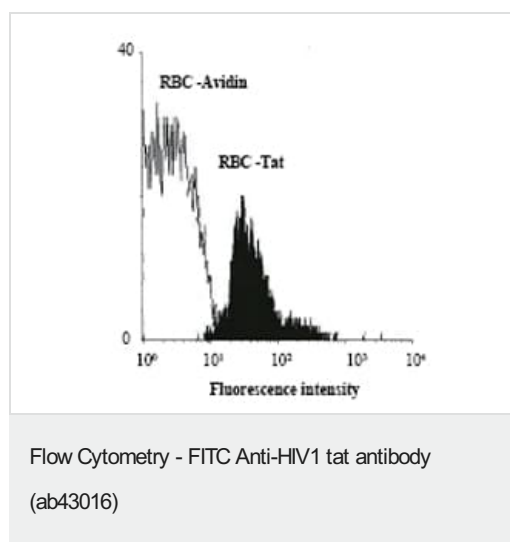 40
RBC -Avidin
RBC -Tat
0
10⁰ 10¹ 10² 10³ 10⁴
Fluorescence intensity
Flow Cytometry - FITC Anti-HIV1 tat antibody
(ab43016)